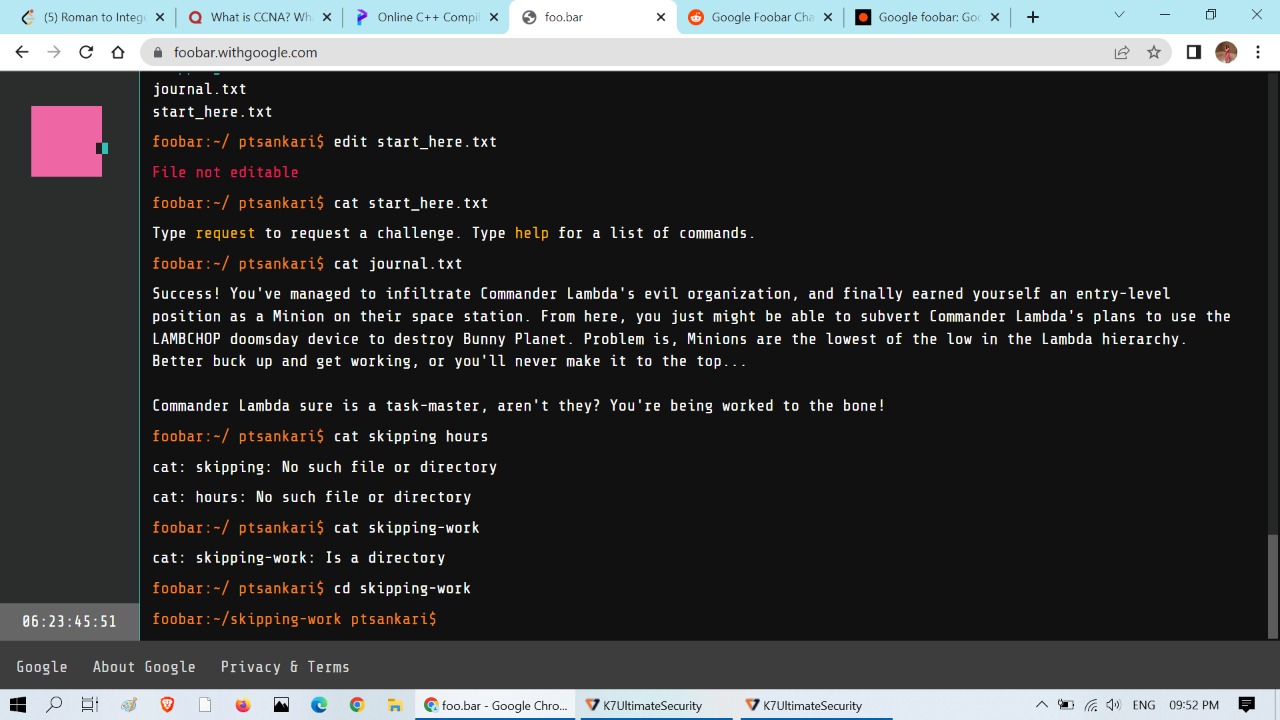 (5) Roman to Intege
What is CCNA? Wh
Online C++ Compil
foo.bar
Google Foobar Cha
Google foobar: Goo
foobar.withgoogle.com
journal.txt
start_here.txt
foobar:~/ ptsankari$ edit start_here.txt
File not editable
foobar:~/ ptsankari$ cat start_here.txt
Type request to request a challenge. Type help for a list of commands.
foobar:~/ ptsankari$ cat journal.txt
Success! You've managed to infiltrate Commander Lambda's evil organization, and finally earned yourself an entry-level
position as a Minion on their space station. From here, you just might be able to subvert Commander Lambda's plans to use the
LAMBCHOP doomsday device to destroy Bunny Planet. Problem is, Minions are the lowest of the low in the Lambda hierarchy.
Better buck up and get working, or you'll never make it to the top...
Commander Lambda sure is a task-master, aren't they? You're being worked to the bone!
foobar:~/ ptsankari$ cat skipping hours
cat: skipping: No such file or directory
cat: hours: No such file or directory
foobar:~/ ptsankari$ cat skipping-work
cat: skipping-work: Is a directory
foobar:~/ ptsankari$ cd skipping-work
foobar:~/skipping-work ptsankari$
06:23:45:51
Google About Google Privacy & Terms
foo.bar - Google Chro...
K7UltimateSecurity
K7UltimateSecurity
ENG
09:52 PM